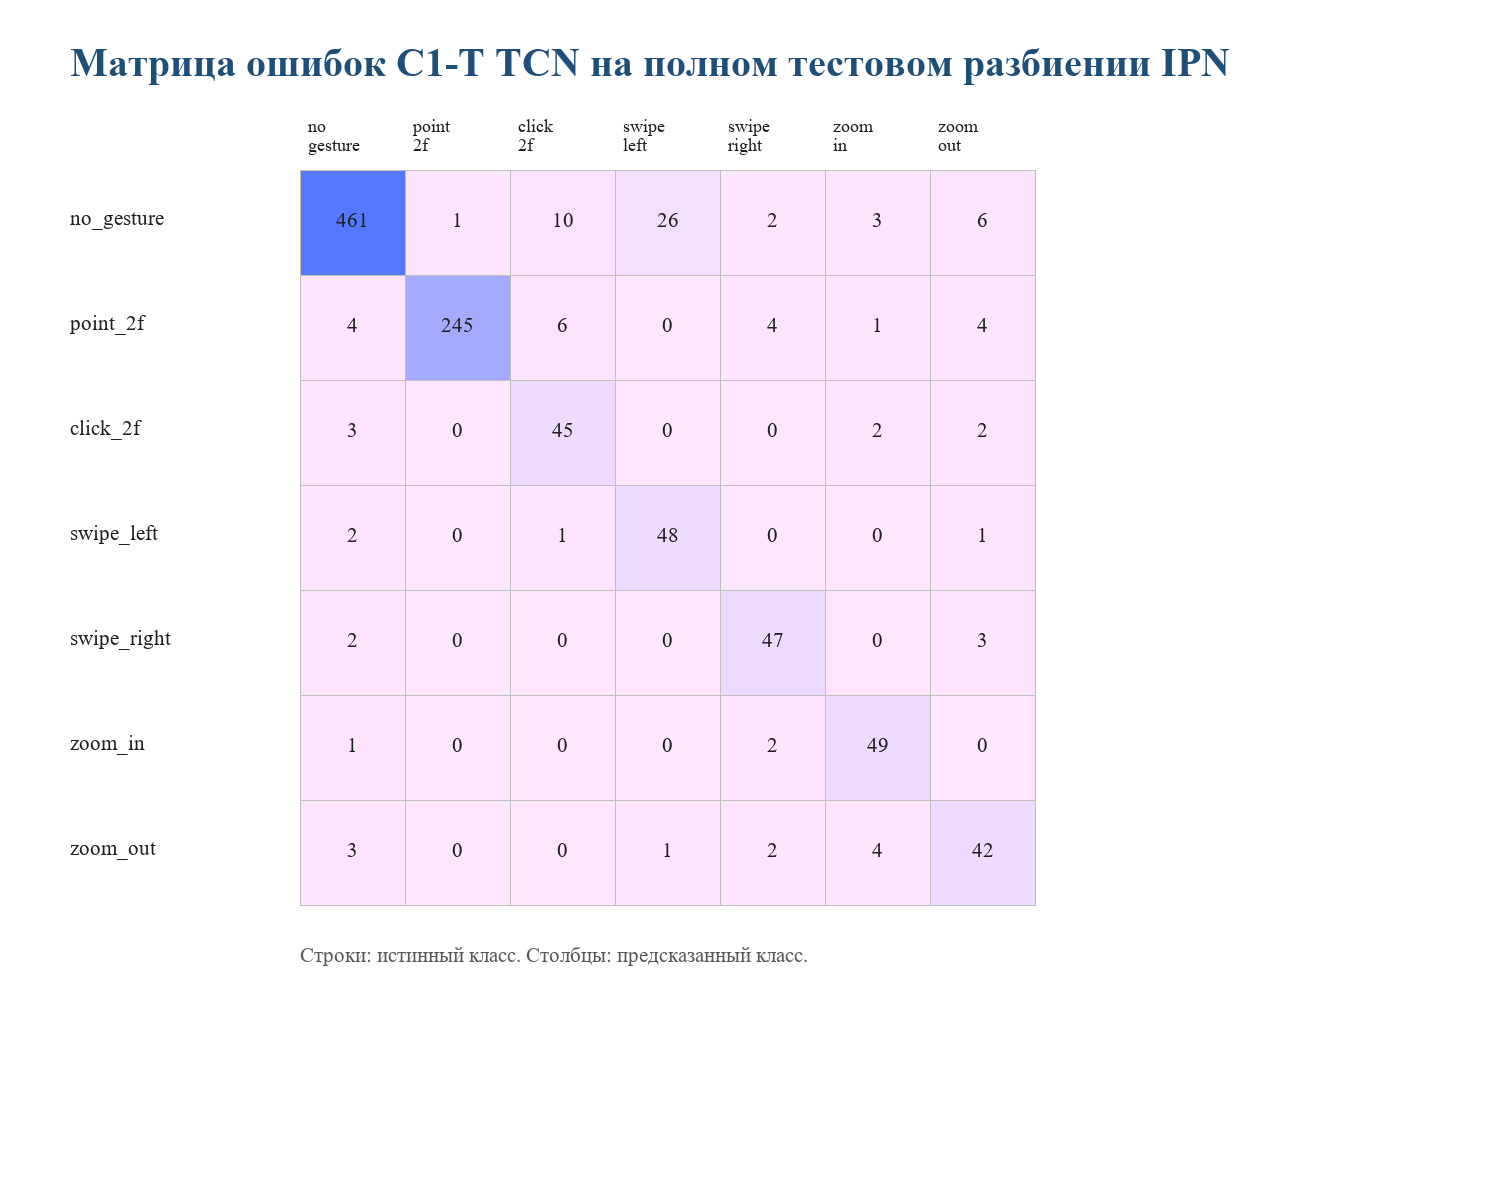 Матрица ошибок C1-T TCN на полном тестовом разбиении IPN
no gesture point 2f click 2f swipe left swipe right zoom in zoom out
no_gesture 461 1 10 26 2 3 6
point_2f 4 245 6 0 4 1 4
click_2f 3 0 45 0 0 2 2
swipe_left 2 0 1 48 0 0 1
swipe_right 2 0 0 0 47 0 3
zoom_in 1 0 0 0 2 49 0
zoom_out 3 0 0 1 2 4 42
Строки: истинный класс. Столбцы: предсказанный класс.